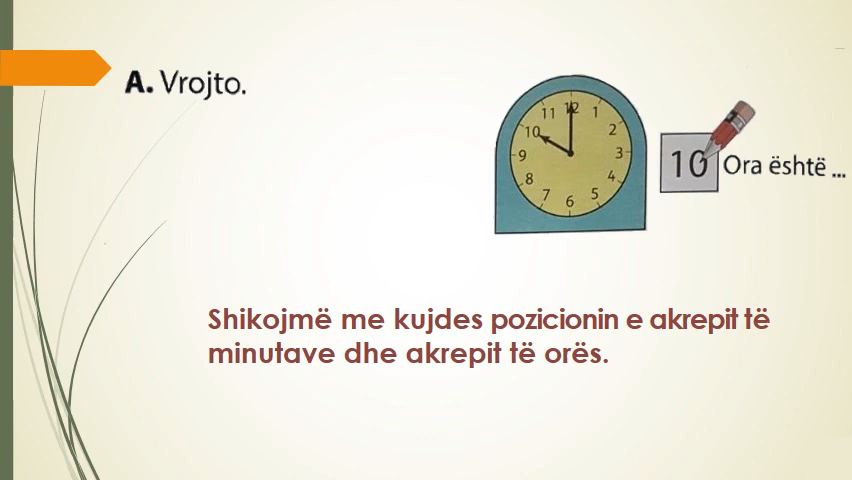 A. Vrojto.
11 12 1
10 2
9 3
8 4
7 6 5
10 Ora është ...
Shikojmë me kujdes pozicionin e akrepit të
minutave dhe akrepit të orës.